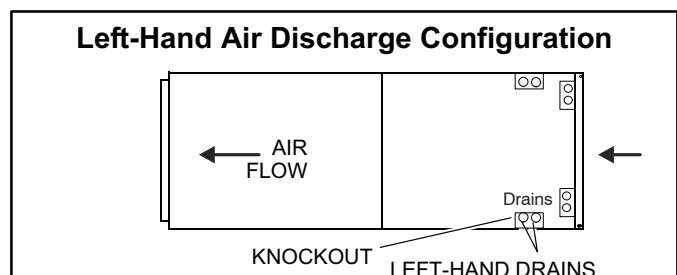 Left-Hand Air Discharge Configuration
AIR
FLOW
Drains
KNOCKOUT
LEFT-HAND DRAINS